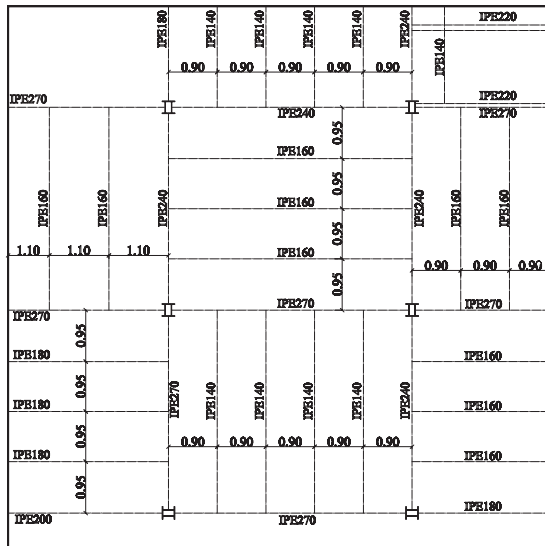 IPE180 IPE140 IPE140 IPE140 IPE140 IPE240 IPE220
IPE140
0.90 0.90 0.90 0.90 0.90
IPE220
IPE270 IPE240 IPE270
0.95
IPE160
IPE160 IPE160 IPE240 0.95 IPE240 IPE160 IPE160
IPE160
1.10 1.10 1.10 0.95
IPE160 0.90 0.90 0.90
0.95
IPE270 IPE270 IPE270
0.95
IPE180 IPE160
0.95 IPE270 IPE140 IPE140 IPE140 IPE140 IPE240
IPE180 IPE160
0.95 0.90 0.90 0.90 0.90 0.90
IPE180 IPE160
0.95
IPE180
IPE200 IPE270